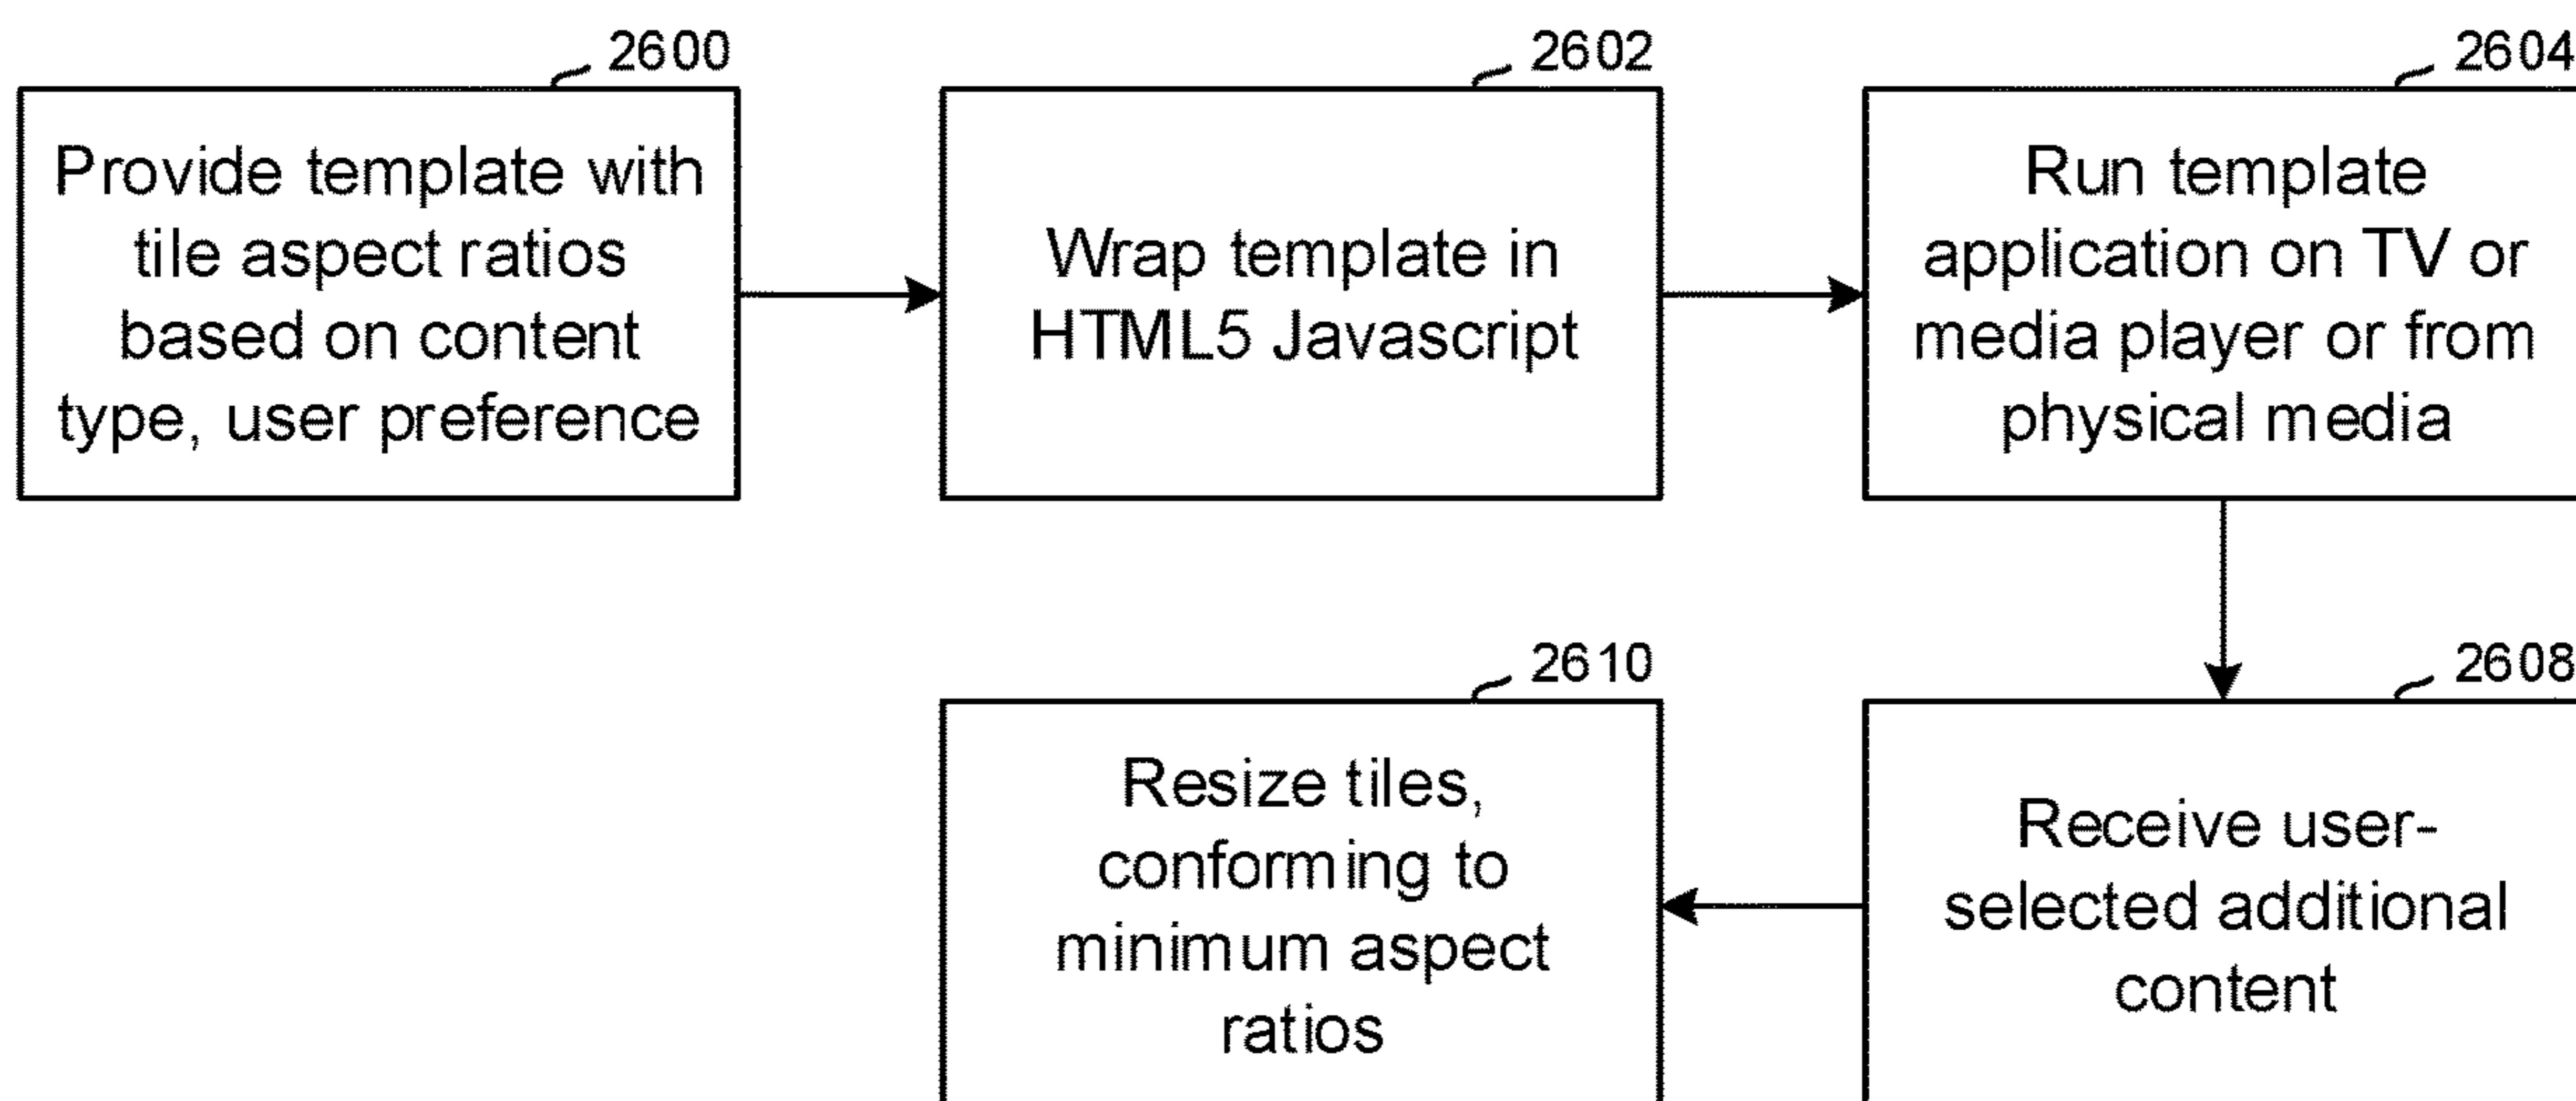 2600
Provide template with
tile aspect ratios
based on content
type, user preference
2602
Wrap template in
HTML5 Javascript
2604
Run template
application on TV or
media player or from
physical media
2608
Receive user-
selected additional
content
2610
Resize tiles,
conforming to
minimum aspect
ratios